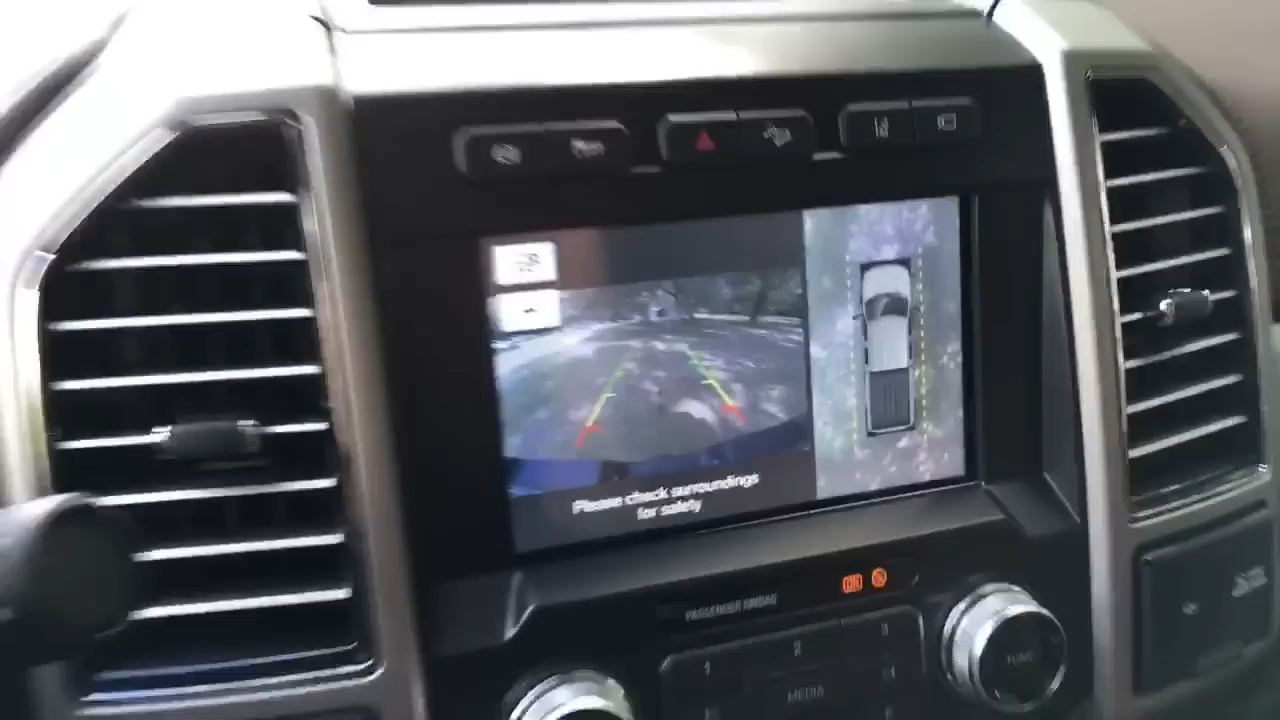 Please check surroundings
for safety
PASSENGER AIRBAG
1
2
3
MEDIA
TUNE